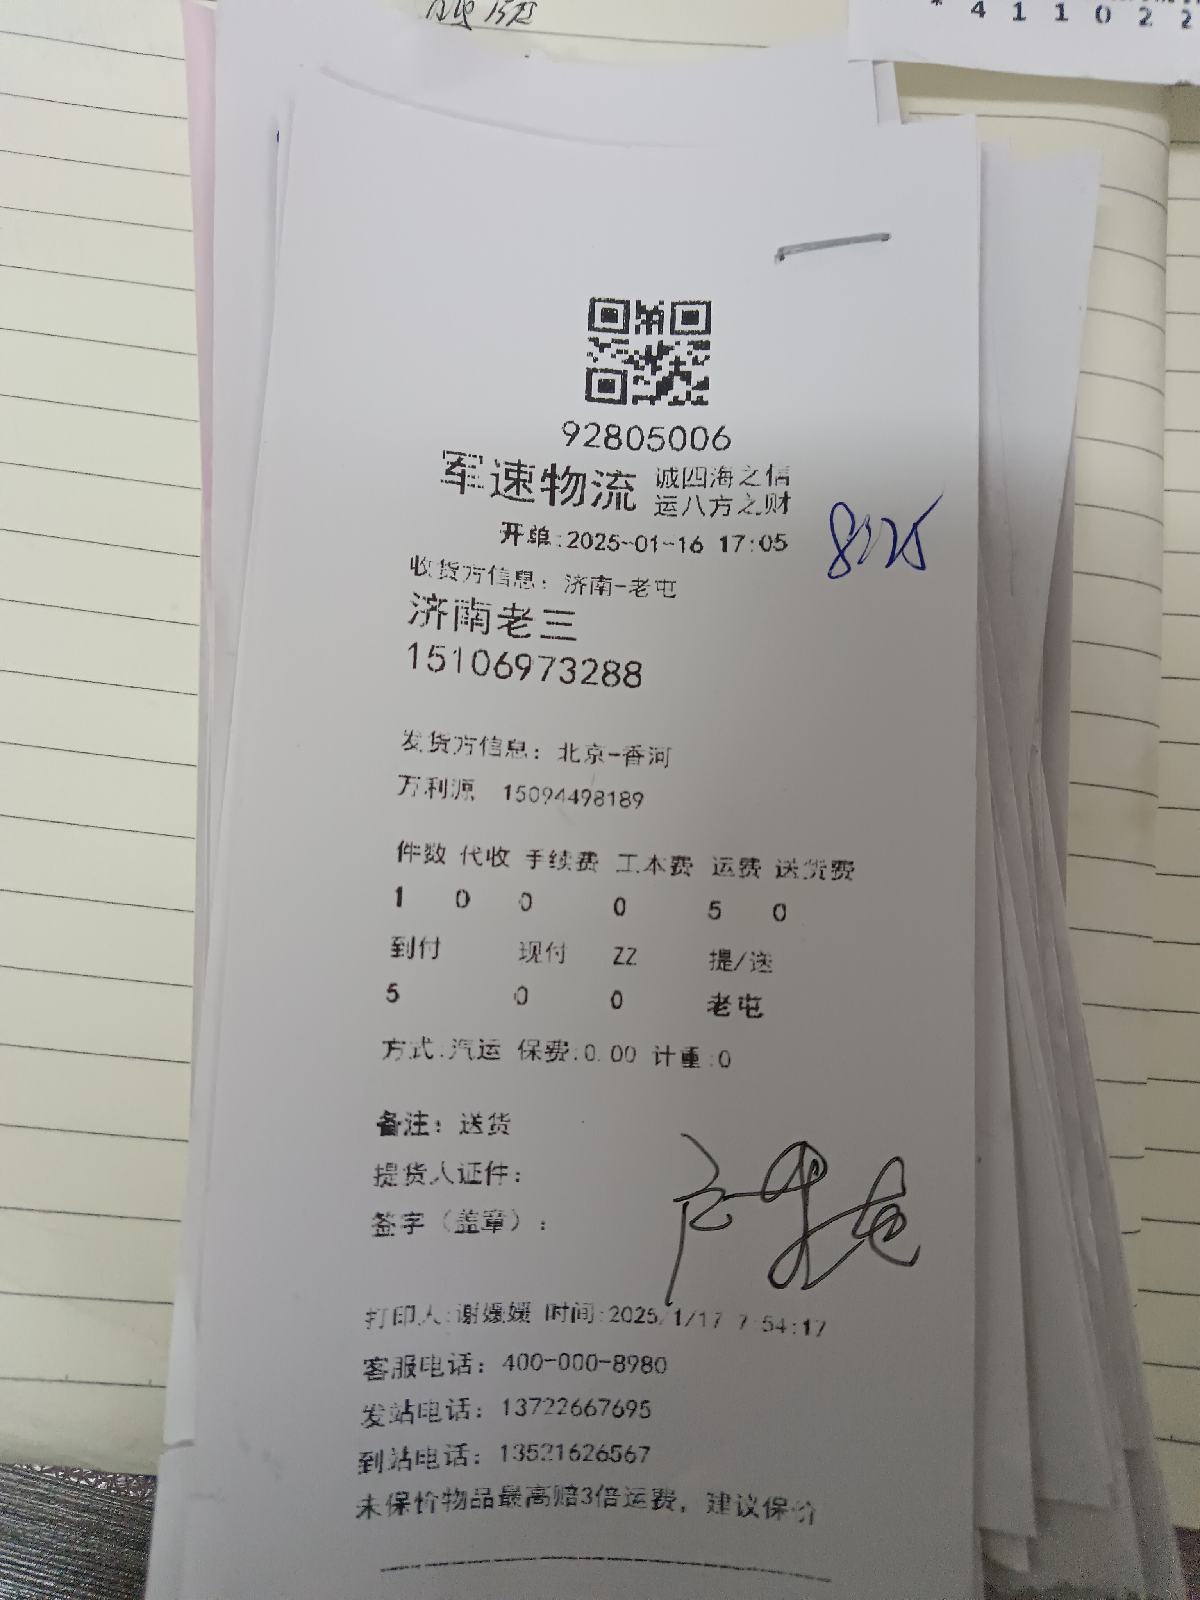 * 4 1 1 0 2 2
92805006
军速物流 诚四海之信
运八方之财
开单:2025-01-16 17:05
8125
收货方信息: 济南-老屯
济南老三
15106973288
发货方信息: 北京-香河
万利源 15094498189
件数 代收 手续费 工本费 运费 送货费
1 0 0 0 5 0
到付 现付 ZZ 提/送
5 0 0 老屯
方式:汽运 保费:0.00 计重:0
备注: 送货
提货人证件:
签字(盖章):
打印人:谢媛媛 时间:2025/1/17 7:54:17
客服电话: 400-000-8980
发站电话: 13722667695
到站电话: 13521626567
未保价物品最高赔3倍运费, 建议保价